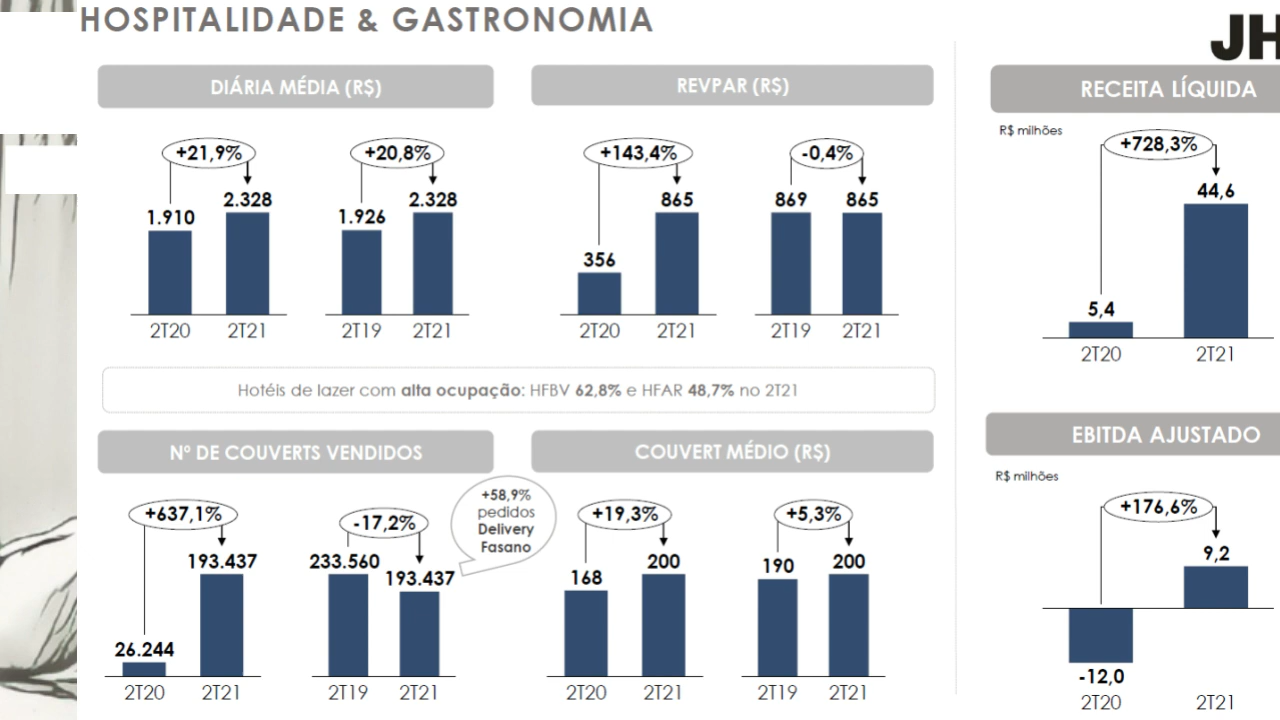 HOSPITALIDADE & GASTRONOMIA
JH
DIÁRIA MÉDIA (R$)
+21,9%
1.910
2.328
2T20
2T21
+20,8%
1.926
2.328
2T19
2T21
REVPAR (R$)
+143,4%
356
865
2T20
2T21
-0,4%
869
865
2T19
2T21
Hotéis de lazer com alta ocupação: HFBV 62,8% e HFAR 48,7% no 2T21
Nº DE COUVERTS VENDIDOS
+637,1%
26.244
193.437
2T20
2T21
-17,2%
233.560
193.437
2T19
2T21
+58,9%
pedidos
Delivery
Fasano
COUVERT MÉDIO (R$)
+19,3%
168
200
2T20
2T21
+5,3%
190
200
2T19
2T21
RECEITA LÍQUIDA
R$ milhões
+728,3%
5,4
44,6
2T20
2T21
EBITDA AJUSTADO
R$ milhões
+176,6%
-12,0
9,2
2T20
2T21